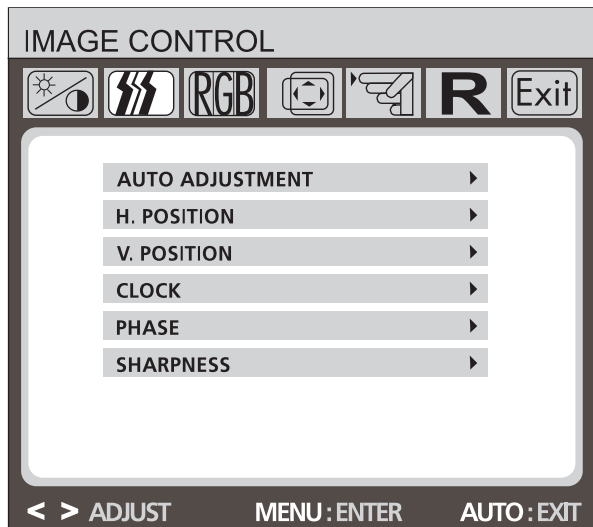 IMAGE CONTROL
RGB R Exit
AUTO ADJUSTMENT
H. POSITION
V. POSITION
CLOCK
PHASE
SHARPNESS
< > ADJUST MENU : ENTER AUTO : EXIT